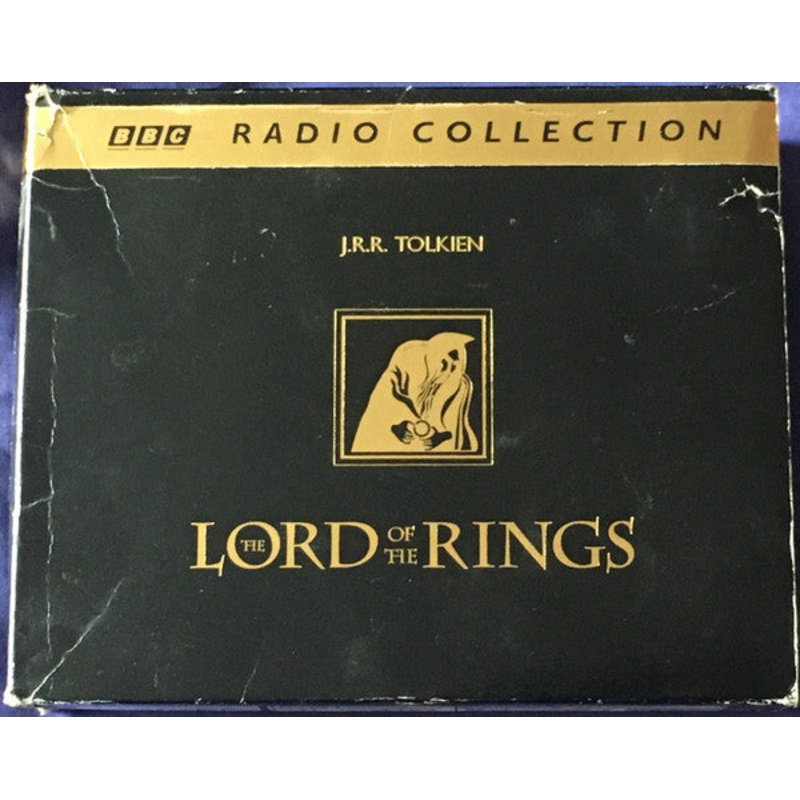 BBC RADIO COLLECTION
J.R.R. TOLKIEN
THE LORD OF THE RINGS